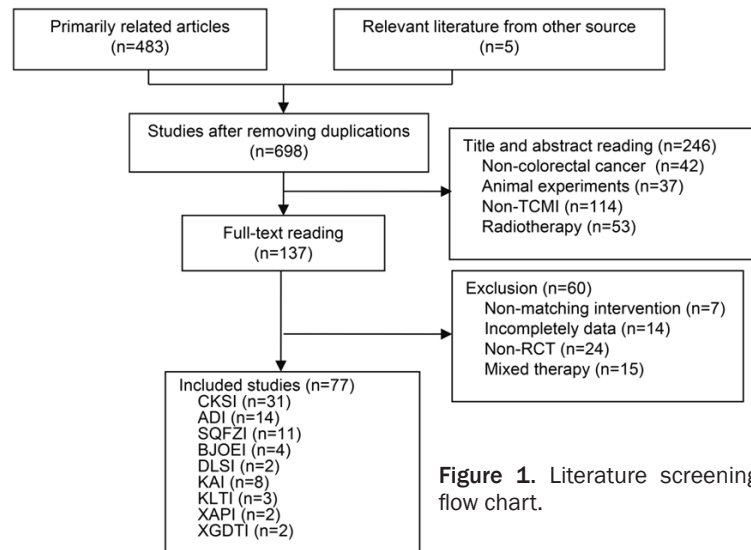 Primarily related articles
(n=483)
Relevant literature from other source
(n=5)
Studies after removing duplications
(n=698)
Title and abstract reading (n=246)
Non-colorectal cancer (n=42)
Animal experiments (n=37)
Non-TCMI (n=114)
Radiotherapy (n=53)
Full-text reading
(n=137)
Exclusion (n=60)
Non-matching intervention (n=7)
Incompletely data (n=14)
Non-RCT (n=24)
Mixed therapy (n=15)
Included studies (n=77)
CKSI (n=31)
ADI (n=14)
SQFZI (n=11)
BJOEI (n=4)
DLSI (n=2)
KAI (n=8)
KLTI (n=3)
XAPI (n=2)
XGDTI (n=2)
Figure 1. Literature screening
flow chart.